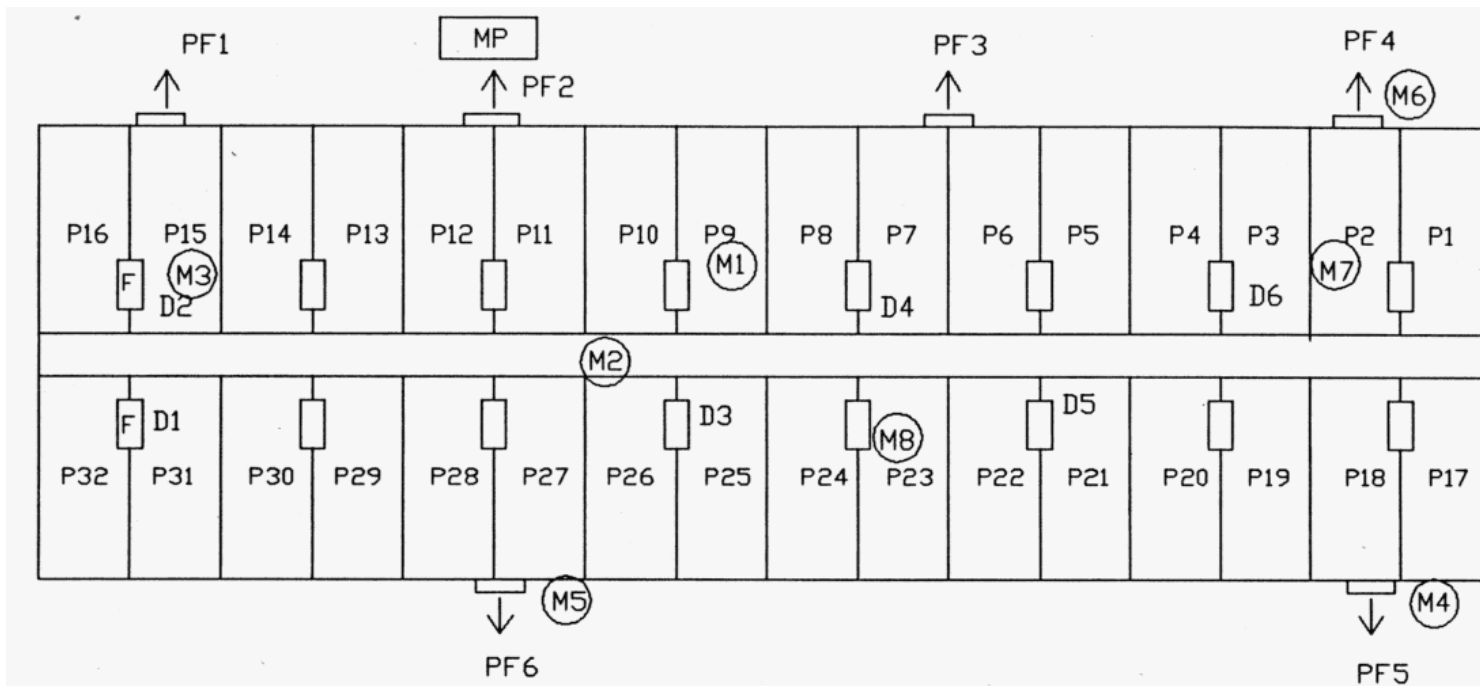 PF1 MP PF3 PF4
PF2 M6
P16 P15 P14 P13 P12 P11 P10 P9 P8 P7 P6 P5 P4 P3 P2 P1
F M3 M1 M7
D2 D4 D6
M2
F D1 D3 D5
M8
P32 P31 P30 P29 P28 P27 P26 P25 P24 P23 P22 P21 P20 P19 P18 P17
M5 M4
PF6 PF5